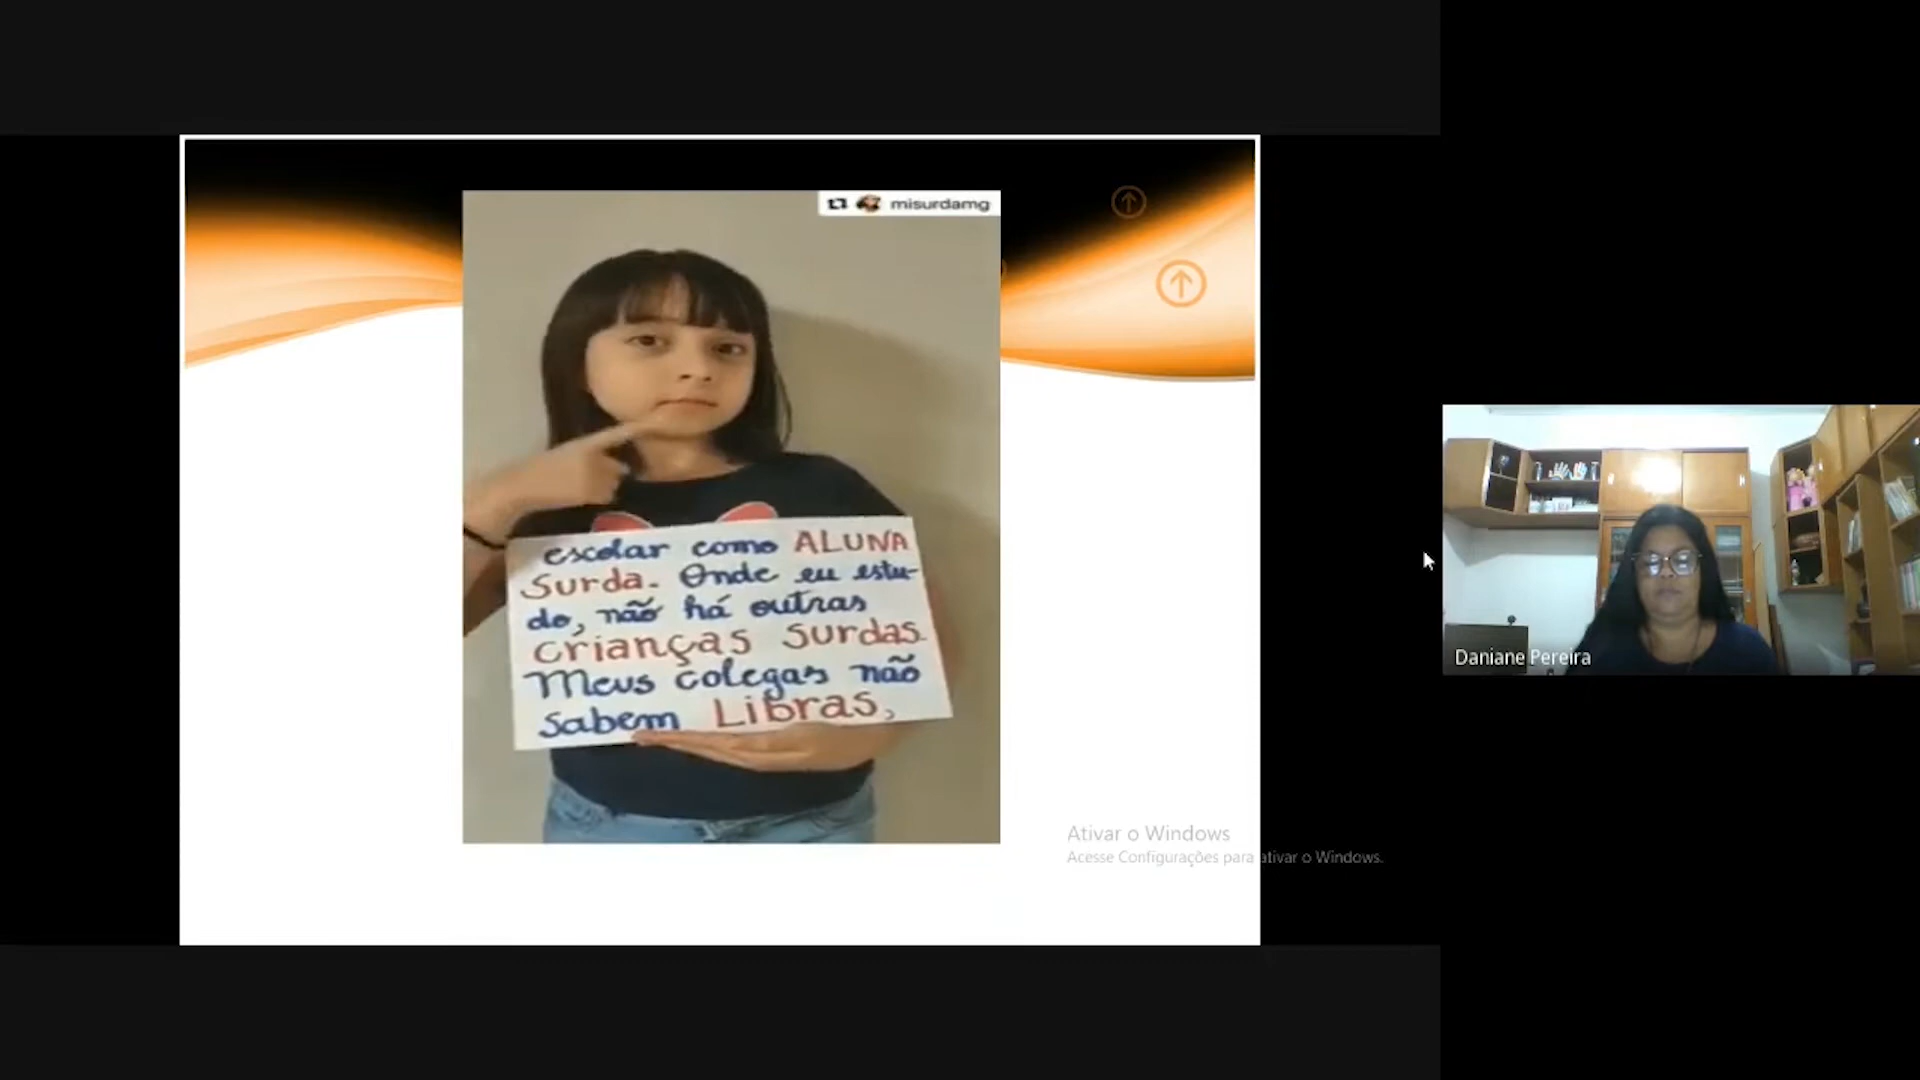 misurdamg
escolar como ALUNA
Surda. Onde eu estu-
do, não há outras
crianças surdas.
Meus colegas não
sabem Libras,
Daniane Pereira
Ativar o Windows
Acesse Configurações para ativar o Windows.